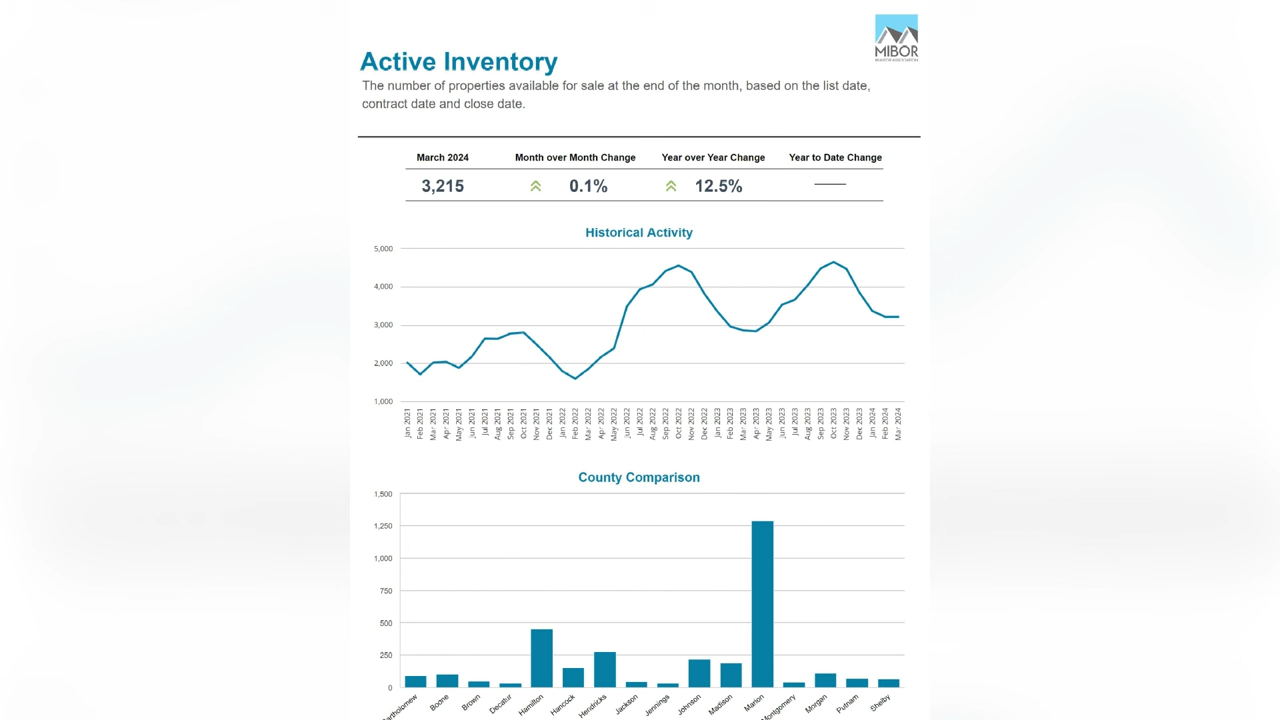 MIBOR
REALTOR ASSOCIATION
Active Inventory
The number of properties available for sale at the end of the month, based on the list date,
contract date and close date.
March 2024 Month over Month Change Year over Year Change Year to Date Change
3,215 0.1% 12.5%
Historical Activity
5,000
4,000
3,000
2,000
1,000
Jan 2021
Feb 2021
Mar 2021
Apr 2021
May 2021
Jun 2021
Jul 2021
Aug 2021
Sep 2021
Oct 2021
Nov 2021
Dec 2021
Jan 2022
Feb 2022
Mar 2022
Apr 2022
May 2022
Jun 2022
Jul 2022
Aug 2022
Sep 2022
Oct 2022
Nov 2022
Dec 2022
Jan 2023
Feb 2023
Mar 2023
Apr 2023
May 2023
Jun 2023
Jul 2023
Aug 2023
Sep 2023
Oct 2023
Nov 2023
Dec 2023
Jan 2024
Feb 2024
Mar 2024
County Comparison
1,500
1,250
1,000
750
500
250
0
artholomew
Boone
Brown
Decatur
Hamilton
Hancock
Hendricks
Jackson
Jennings
Johnson
Madison
Marion
Montgomery
Morgan
Putnam
Shelby